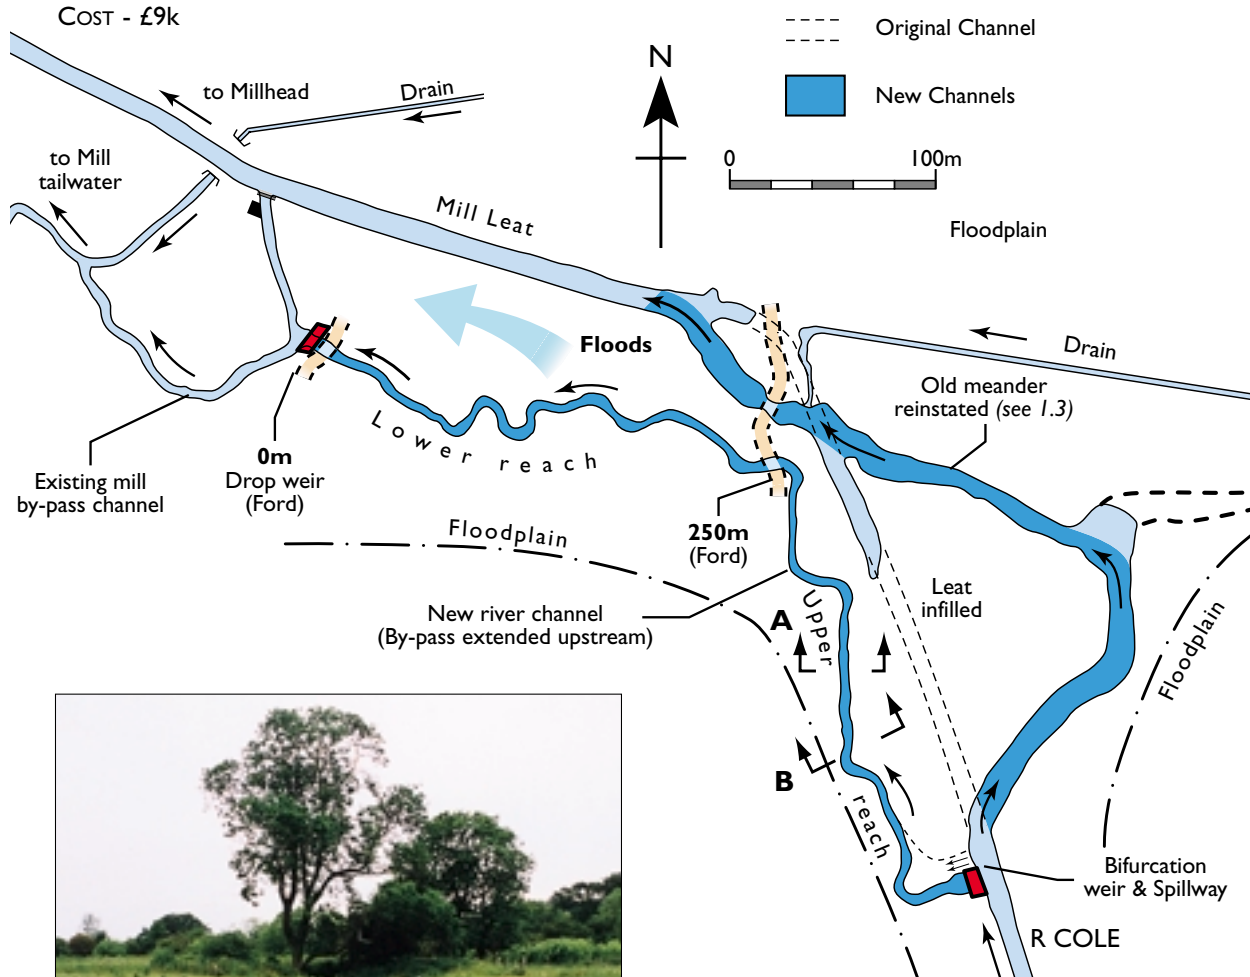 COST - £9k
Original Channel
New Channels
N
0 100m
Floodplain
to Millhead
Drain
to Mill
tailwater
Mill Leat
Floods
Drain
Old meander
reinstated (see 1.3)
Lower reach
0m
Drop weir
(Ford)
Existing mill
by-pass channel
Floodplain
250m
(Ford)
New river channel
(By-pass extended upstream)
Leat
infilled
Upper
reach
A
B
Floodplain
Bifurcation
weir & Spillway
R COLE